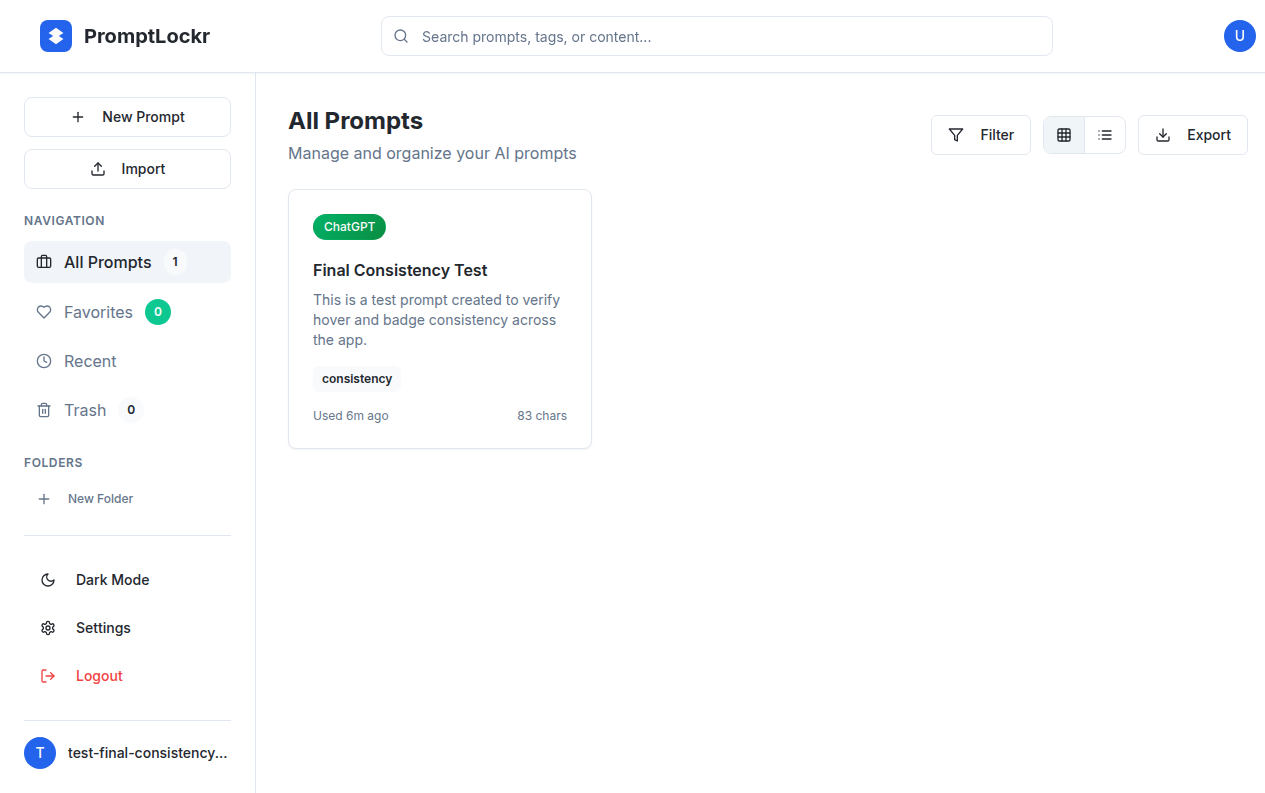 PromptLockr
Search prompts, tags, or content...
U
New Prompt
Import
NAVIGATION
All Prompts 1
Favorites 0
Recent
Trash 0
FOLDERS
New Folder
Dark Mode
Settings
Logout
T test-final-consistency...
All Prompts
Manage and organize your AI prompts
Filter
Export
ChatGPT
Final Consistency Test
This is a test prompt created to verify
hover and badge consistency across
the app.
consistency
Used 6m ago 83 chars